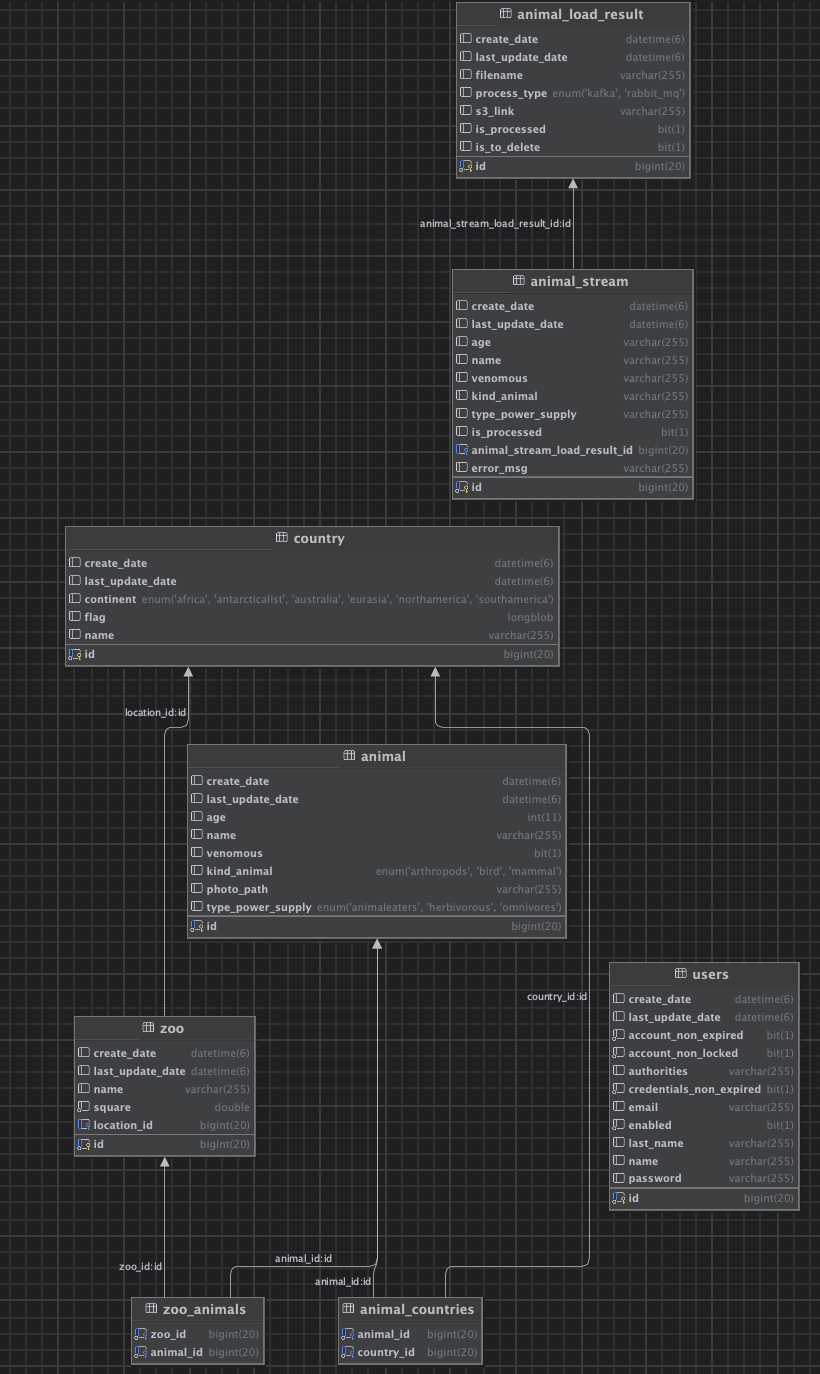 animal_load_result
create_date datetime(6)
last_update_date datetime(6)
filename varchar(255)
process_type enum('kafka', 'rabbit_mq')
s3_link varchar(255)
is_processed bit(1)
is_to_delete bit(1)
id bigint(20)
animal_stream_load_result_id:id
animal_stream
create_date datetime(6)
last_update_date datetime(6)
age varchar(255)
name varchar(255)
venomous varchar(255)
kind_animal varchar(255)
type_power_supply varchar(255)
is_processed bit(1)
animal_stream_load_result_id bigint(20)
error_msg varchar(255)
id bigint(20)
country
create_date datetime(6)
last_update_date datetime(6)
continent enum('africa', 'antarcticalist', 'australia', 'eurasia', 'northamerica', 'southamerica')
flag longblob
name varchar(255)
id bigint(20)
location_id:id
animal
create_date datetime(6)
last_update_date datetime(6)
age int(11)
name varchar(255)
venomous bit(1)
kind_animal enum('arthropods', 'bird', 'mammal')
photo_path varchar(255)
type_power_supply enum('animaleaters', 'herbivorous', 'omnivores')
id bigint(20)
country_id:id
users
create_date datetime(6)
last_update_date datetime(6)
account_non_expired bit(1)
account_non_locked bit(1)
authorities varchar(255)
credentials_non_expired bit(1)
email varchar(255)
enabled bit(1)
last_name varchar(255)
name varchar(255)
password varchar(255)
id bigint(20)
zoo
create_date datetime(6)
last_update_date datetime(6)
name varchar(255)
square double
location_id bigint(20)
id bigint(20)
zoo_id:id
animal_id:id
animal_id:id
zoo_animals
zoo_id bigint(20)
animal_id bigint(20)
animal_countries
animal_id bigint(20)
country_id bigint(20)